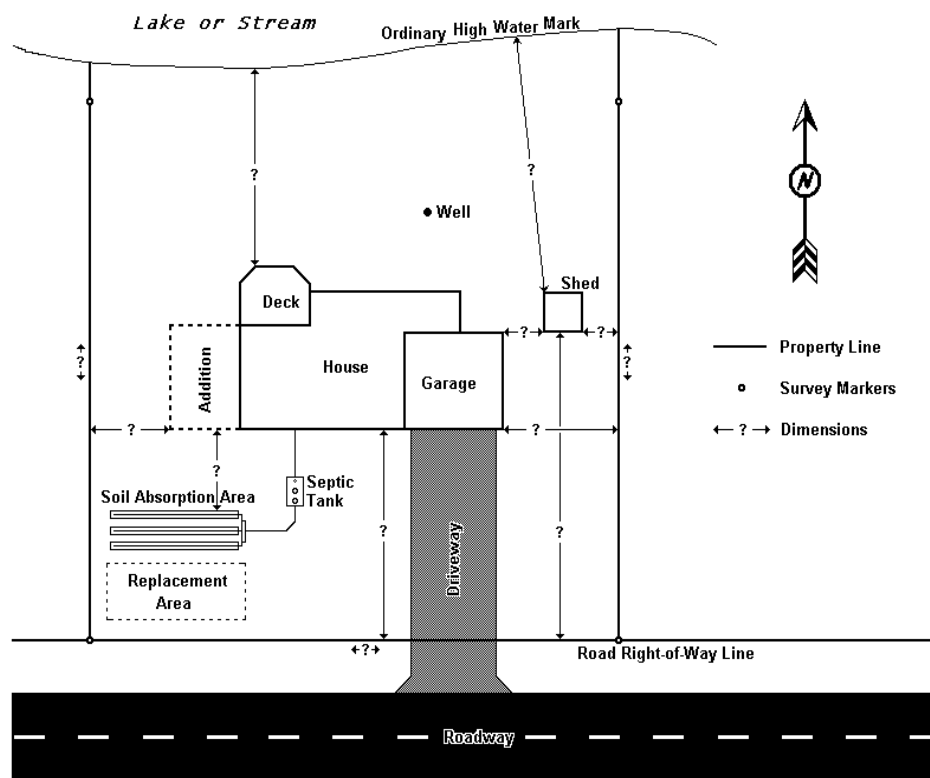 Lake or Stream
Ordinary High Water Mark
?
?
N
Well
Shed
Deck
?
?
?
?
Property Line
House
Garage
Addition
Survey Markers
?
?
Dimensions
?
?
Septic
Tank
Soil Absorption Area
?
?
Replacement
Area
Driveway
?
Road Right-of-Way Line
Roadway